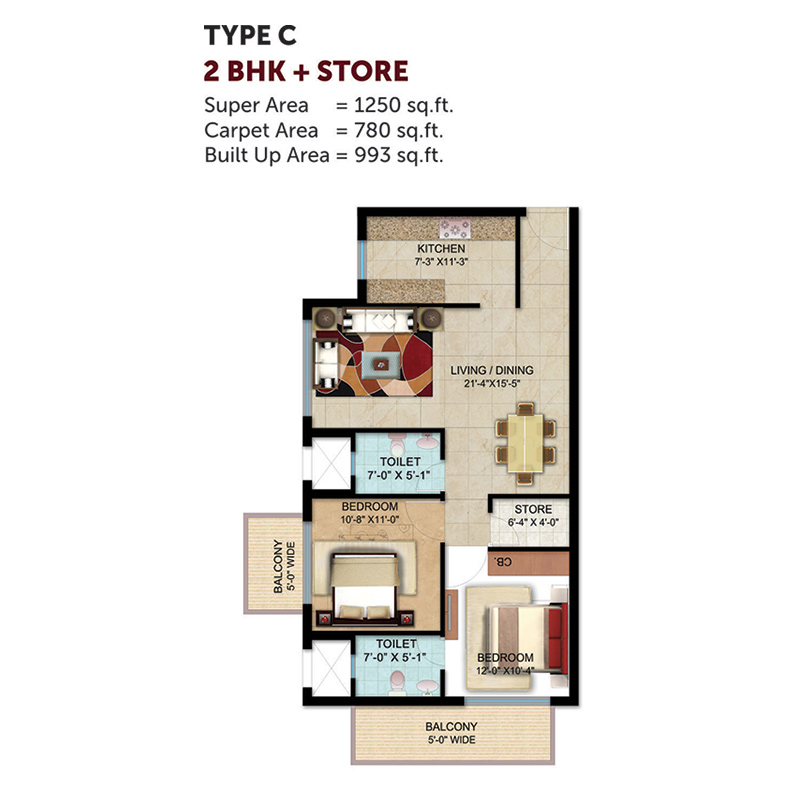 TYPE C
2 BHK + STORE
Super Area = 1250 sq.ft.
Carpet Area = 780 sq.ft.
Built Up Area = 993 sq.ft.
KITCHEN
7'-3" X11'-3"
LIVING / DINING
21'-4"X15'-5"
TOILET
7'-0" X 5'-1"
BEDROOM
10'-8" X11'-0"
STORE
6'-4" X 4'-0"
BALCONY
5'-0" WIDE
CB.
TOILET
7'-0" X 5'-1"
BEDROOM
12'-0"X10'-4"
BALCONY
5'-0" WIDE